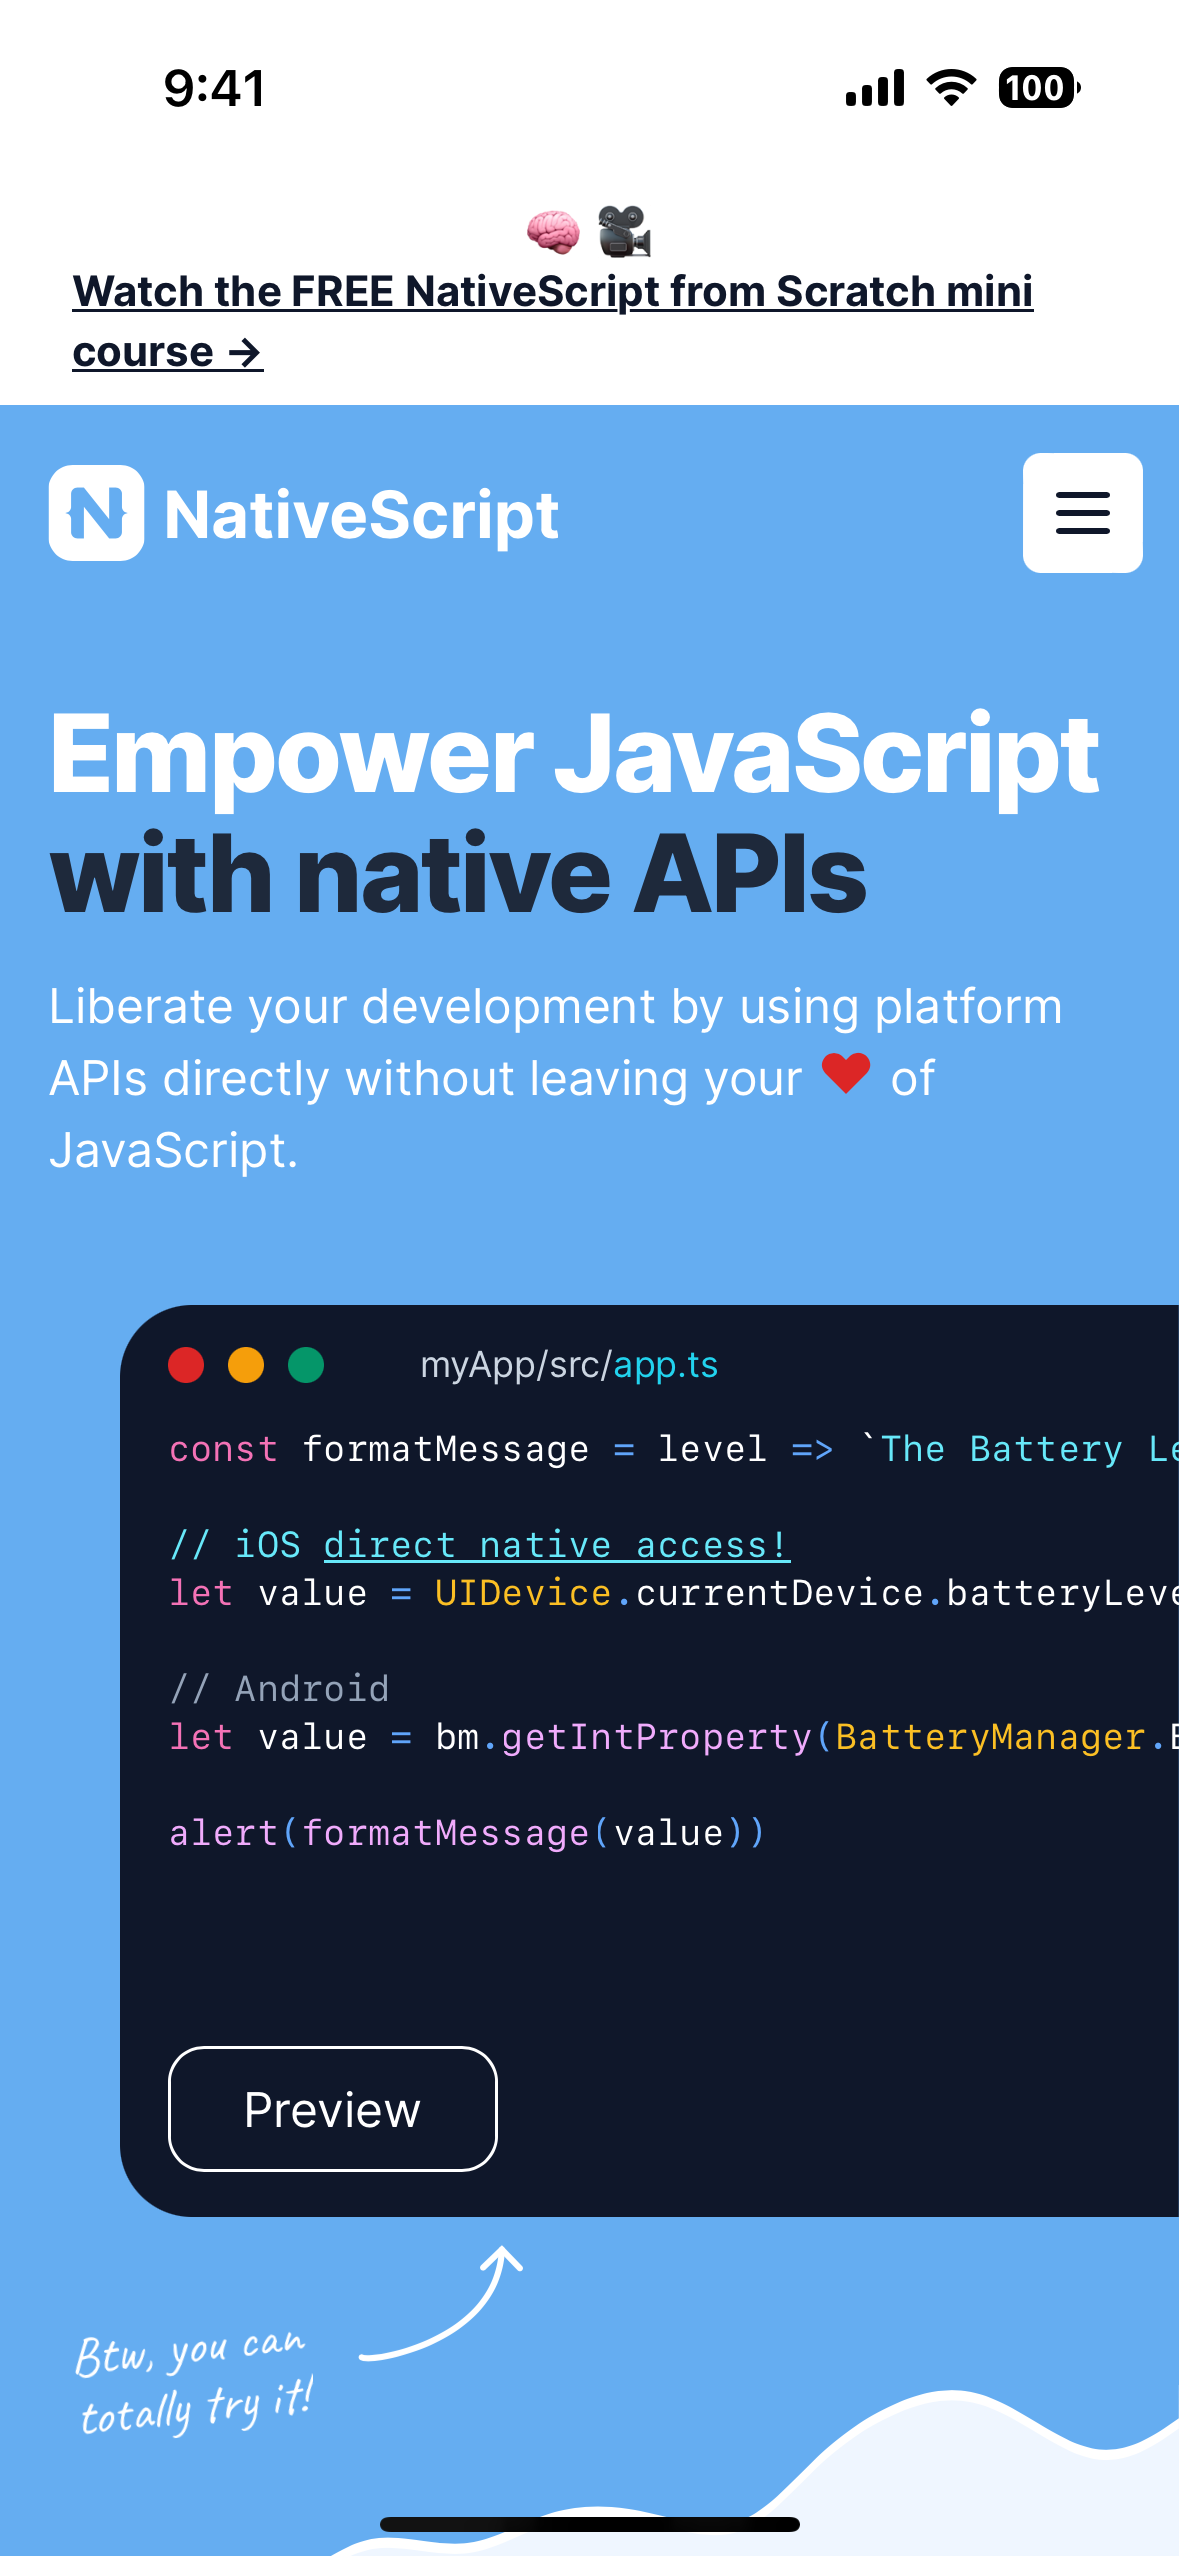 9:41
100
🧠 🎥
Watch the FREE NativeScript from Scratch mini
course →
NativeScript
Empower JavaScript
with native APIs
Liberate your development by using platform
APIs directly without leaving your ❤ of
JavaScript.
myApp/src/app.ts
const formatMessage = level => `The Battery Le
// iOS direct native access!
let value = UIDevice.currentDevice.batteryLeve
// Android
let value = bm.getIntProperty(BatteryManager.B
alert(formatMessage(value))
Preview
Btw, you can
totally try it!